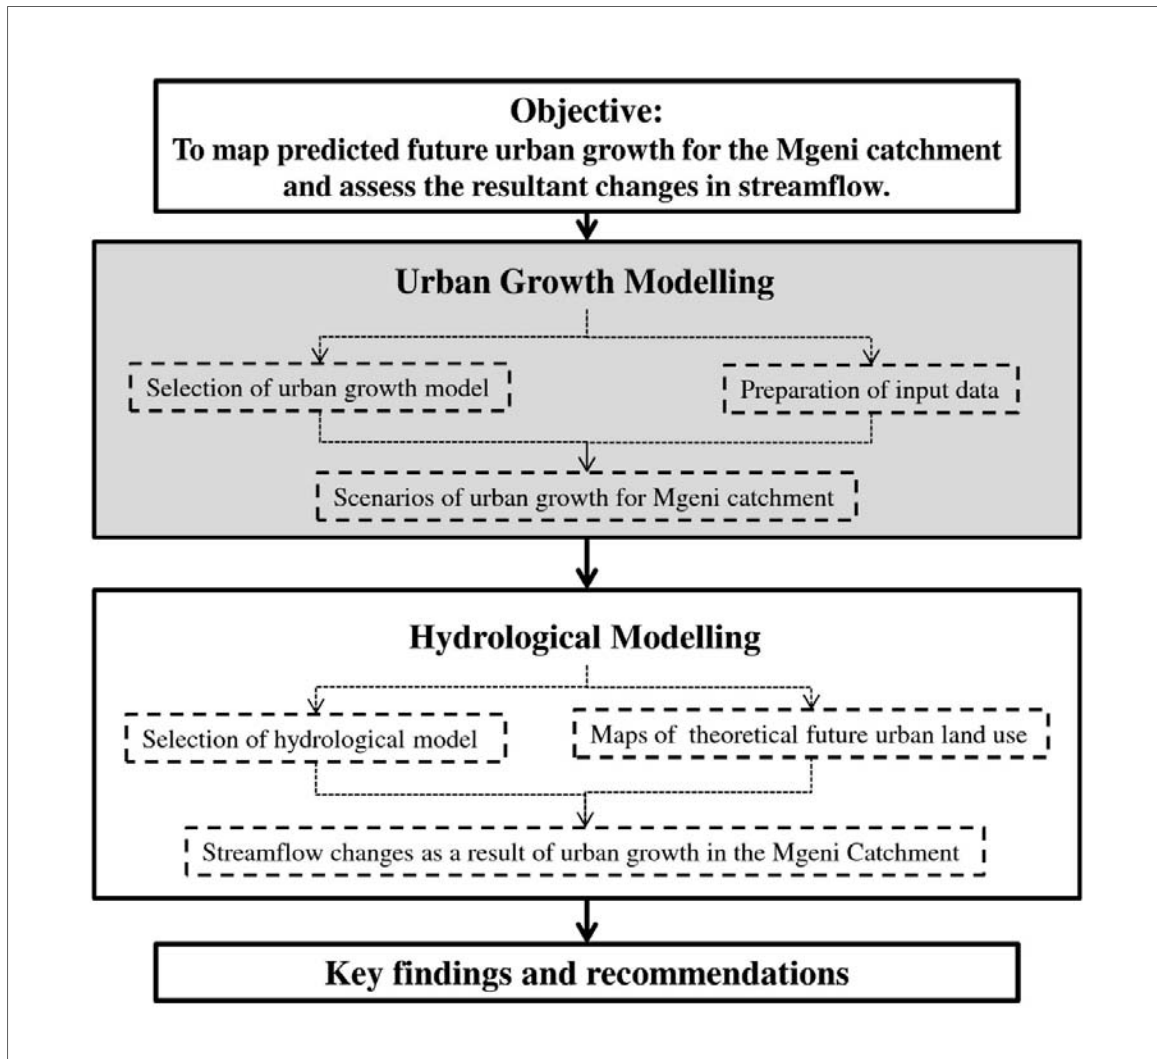 Objective:
To map predicted future urban growth for the Mgeni catchment
and assess the resultant changes in streamflow.
Urban Growth Modelling
Selection of urban growth model
Preparation of input data
Scenarios of urban growth for Mgeni catchment
Hydrological Modelling
Selection of hydrological model
Maps of theoretical future urban land use
Streamflow changes as a result of urban growth in the Mgeni Catchment
Key findings and recommendations